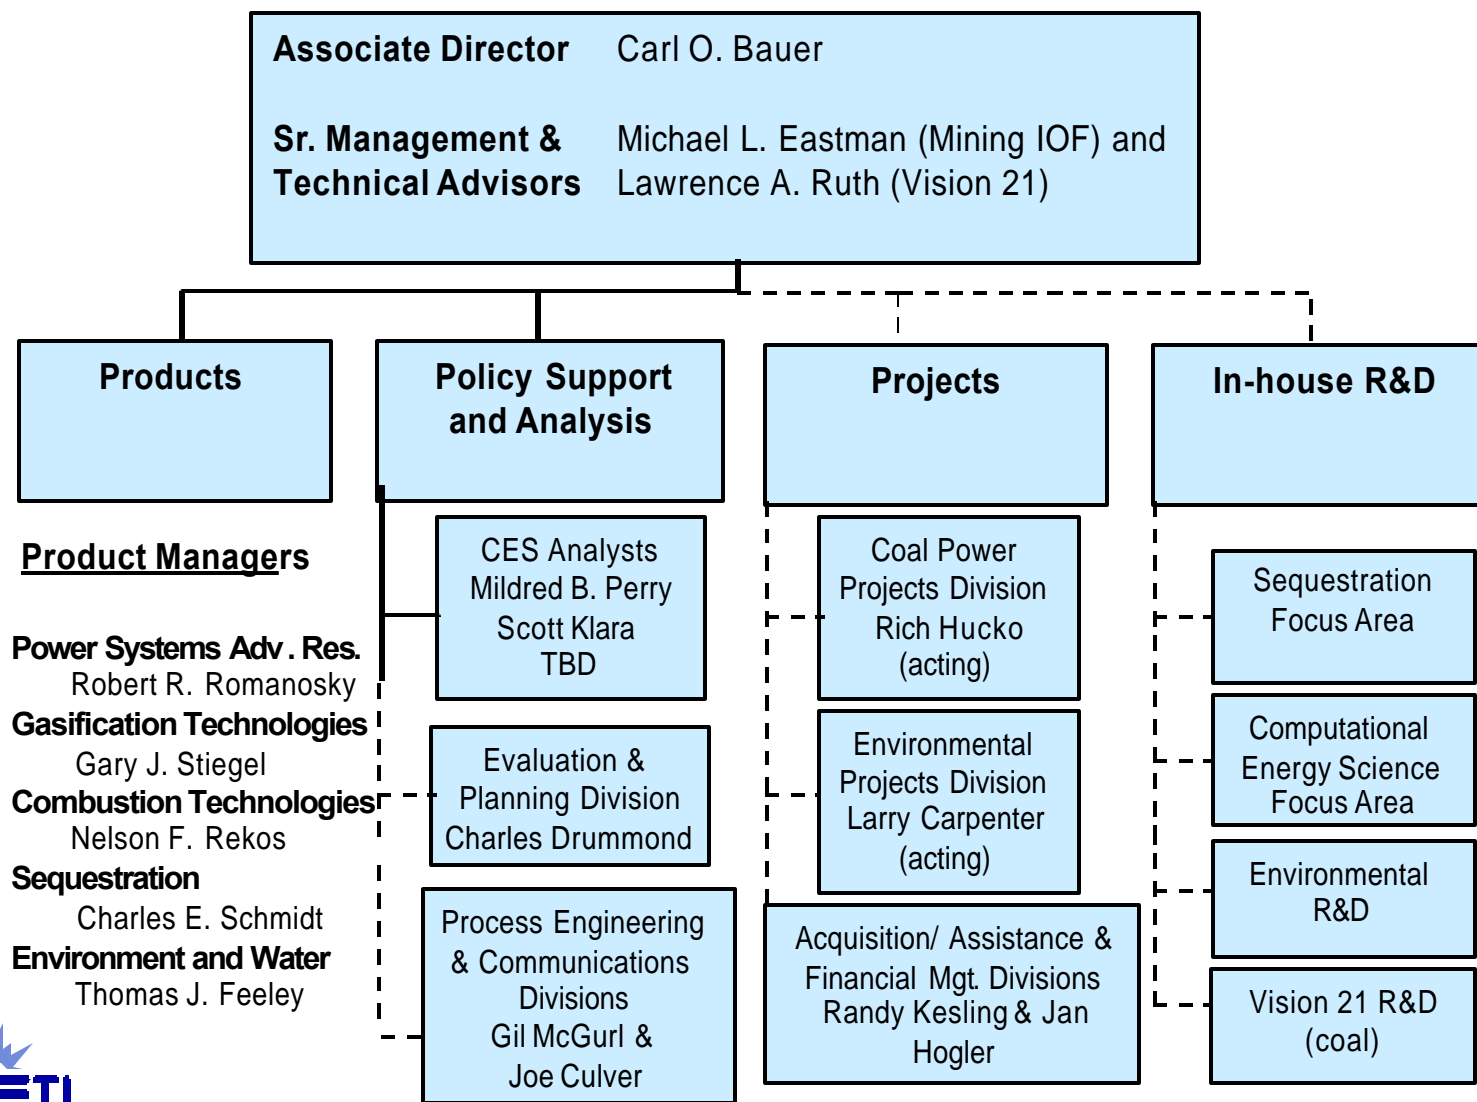 Associate Director Carl O. Bauer
Sr. Management & Michael L. Eastman (Mining IOF) and
Technical Advisors Lawrence A. Ruth (Vision 21)
Products
Policy Support
and Analysis
Projects
In-house R&D
Product Managers
Power Systems Adv. Res.
Robert R. Romanosky
Gasification Technologies
Gary J. Stiegel
Combustion Technologies
Nelson F. Rekos
Sequestration
Charles E. Schmidt
Environment and Water
Thomas J. Feeley
CES Analysts
Mildred B. Perry
Scott Klara
TBD
Evaluation &
Planning Division
Charles Drummond
Process Engineering
& Communications
Divisions
Gil McGurl &
Joe Culver
Coal Power
Projects Division
Rich Hucko
(acting)
Environmental
Projects Division
Larry Carpenter
(acting)
Acquisition/ Assistance &
Financial Mgt. Divisions
Randy Kesling & Jan
Hogler
Sequestration
Focus Area
Computational
Energy Science
Focus Area
Environmental
R&D
Vision 21 R&D
(coal)